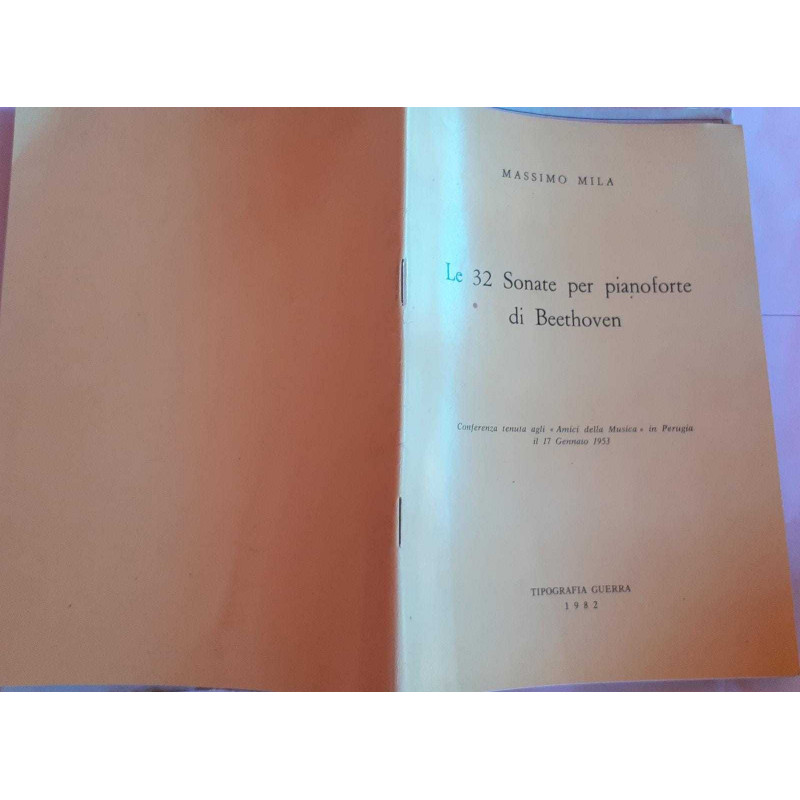 MASSIMO MILA
Le 32 Sonate per pianoforte
di Beethoven
Conferenza tenuta agli « Amici della Musica » in Perugia
il 17 Gennaio 1953
TIPOGRAFIA GUERRA
1982